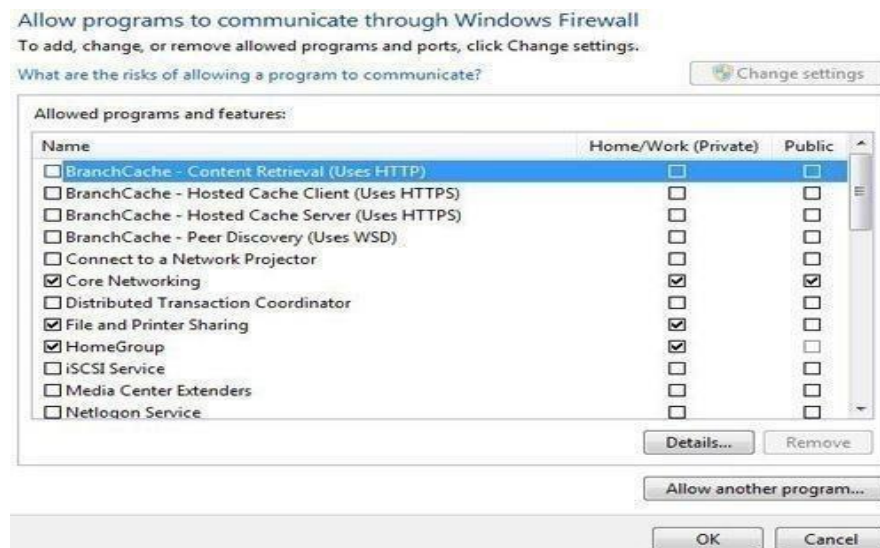 Allow programs to communicate through Windows Firewall
To add, change, or remove allowed programs and ports, click Change settings.
What are the risks of allowing a program to communicate?
Change settings
Allowed programs and features:
Name Home/Work (Private) Public
BranchCache - Content Retrieval (Uses HTTP)
BranchCache - Hosted Cache Client (Uses HTTPS)
BranchCache - Hosted Cache Server (Uses HTTPS)
BranchCache - Peer Discovery (Uses WSD)
Connect to a Network Projector
Core Networking
Distributed Transaction Coordinator
File and Printer Sharing
HomeGroup
iSCSI Service
Media Center Extenders
Netlogon Service
Details... Remove
Allow another program...
OK Cancel